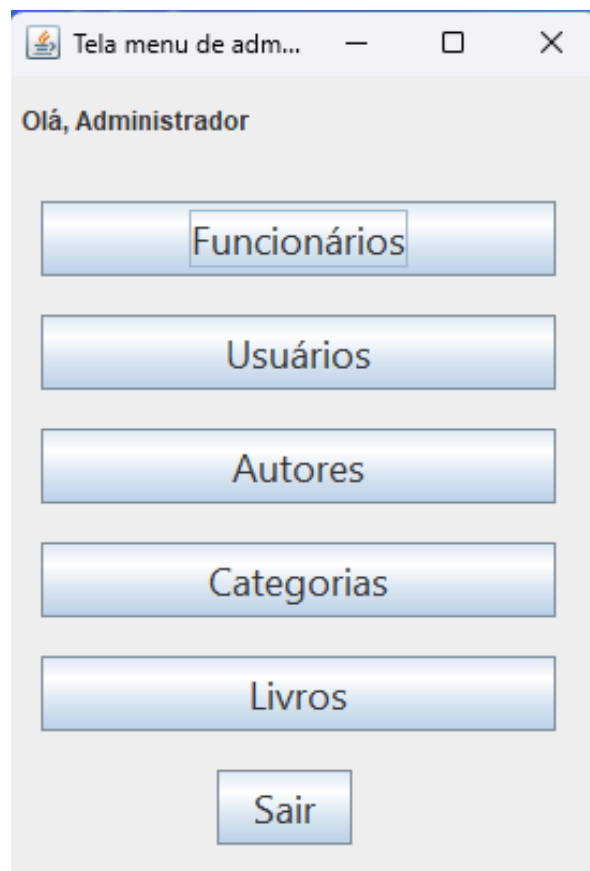 Tela menu de adm...
Olá, Administrador
Funcionários
Usuários
Autores
Categorias
Livros
Sair